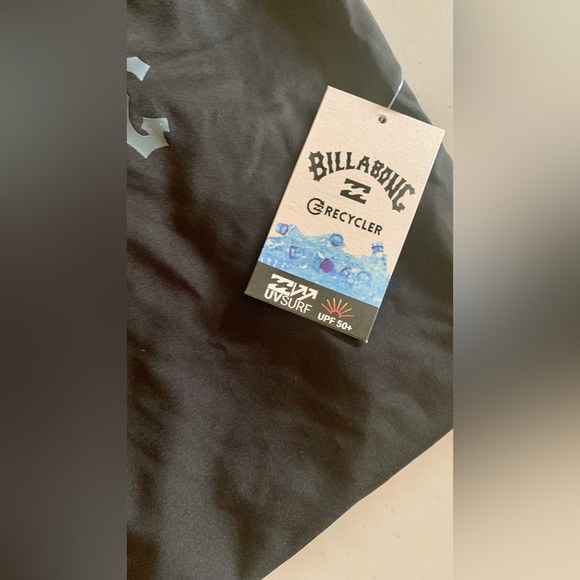 G
BILLABONG
RECYCLER
UVSURF
UPF 50+